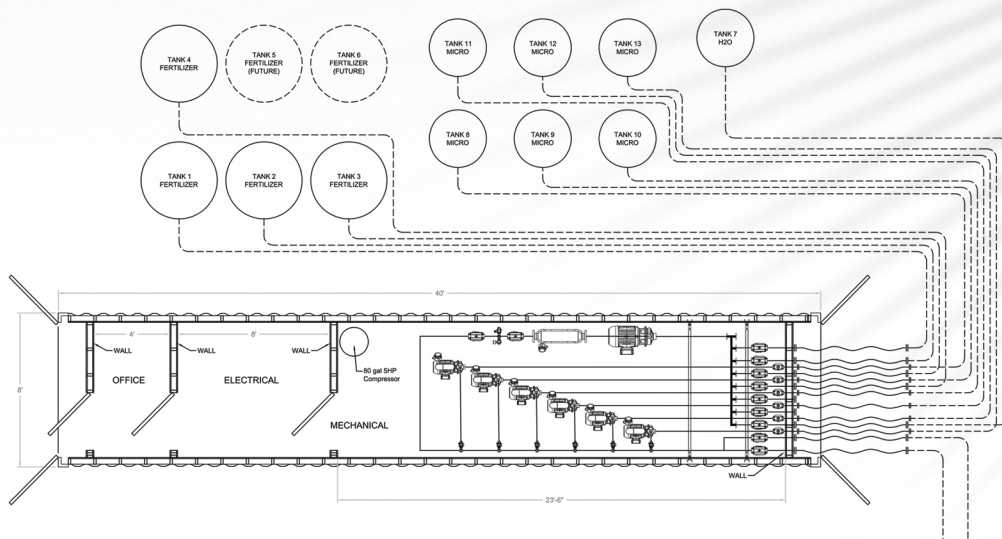 TANK 4
FERTILIZER
TANK 5
FERTILIZER
(FUTURE)
TANK 6
FERTILIZER
(FUTURE)
TANK 11
MICRO
TANK 12
MICRO
TANK 13
MICRO
TANK 7
H2O
TANK 8
MICRO
TANK 9
MICRO
TANK 10
MICRO
TANK 1
FERTILIZER
TANK 2
FERTILIZER
TANK 3
FERTILIZER
40'
4'
8'
WALL
WALL
WALL
8'
OFFICE
ELECTRICAL
80 gal 5HP
Compressor
MECHANICAL
WALL
23'-6"